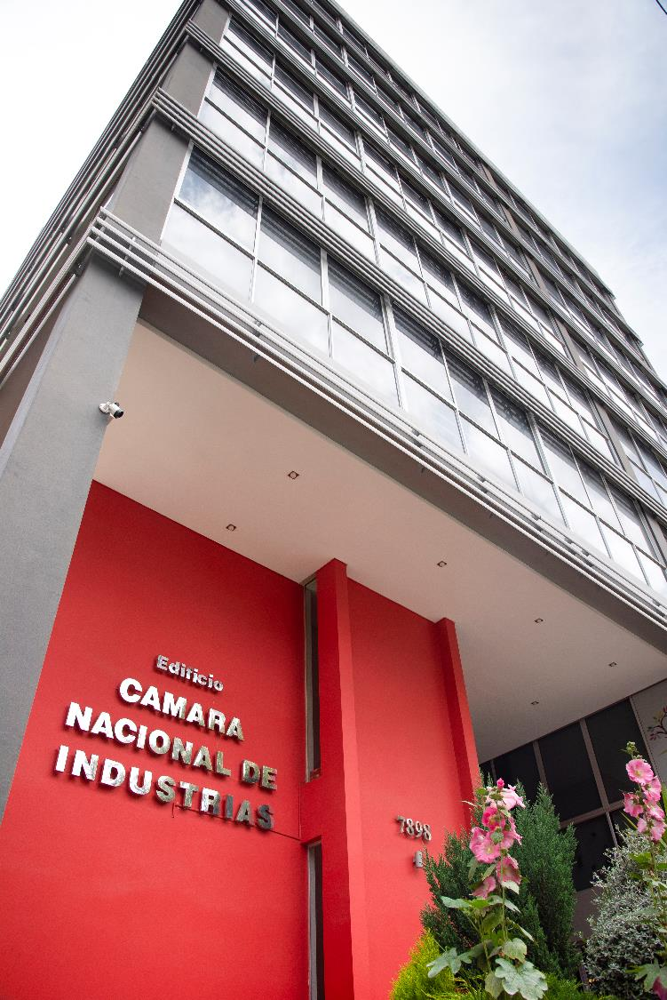 Edificio
CAMARA
NACIONAL DE
INDUSTRIAS
7898